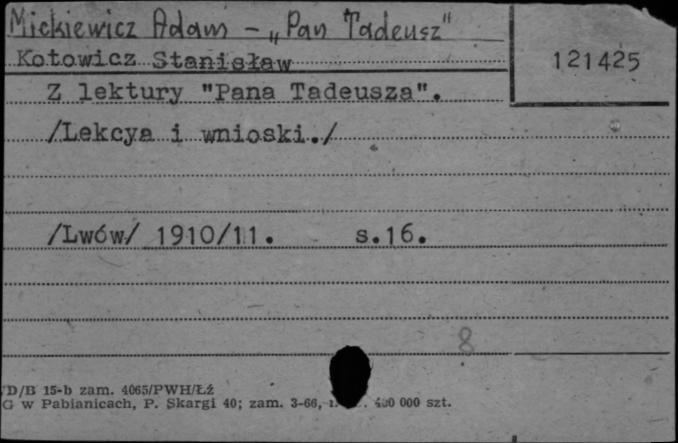 Mickiewicz Adam – „Pan Tadeusz"
Kotowicz Stanisław
121425
Z lektury "Pana Tadeusza".
/Lekcya i wnioski./
/Lwów/ 1910/11. s.16.
8
D/B 15-b zam. 4065/PWH/Łź
G w Pabianicach, P. Skargi 40; zam. 3-66, 000 szt.